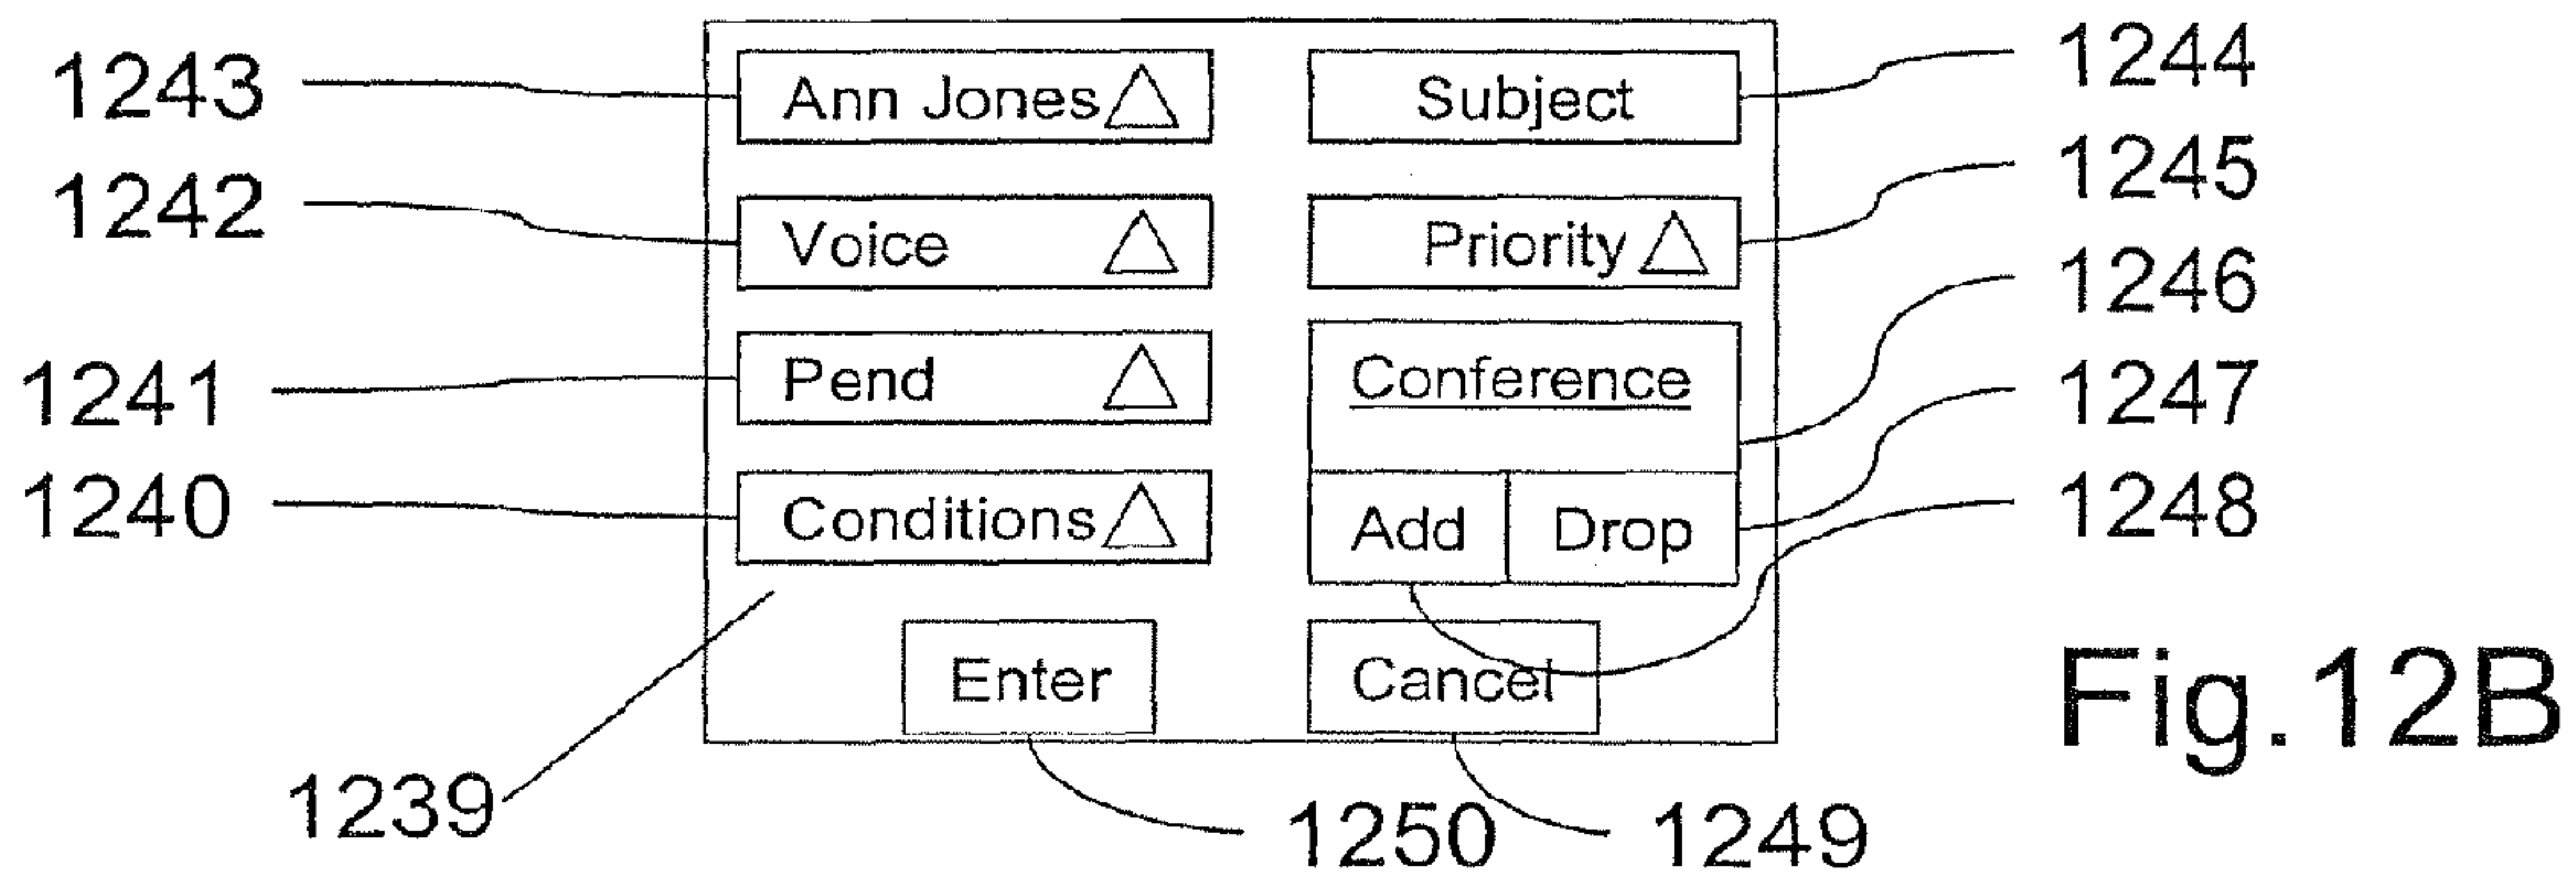 1243
Ann Jones
Subject
1244
1242
Voice
Priority
1245
1241
Pend
Conference
1246
1240
Conditions
Add
Drop
1247
1248
Enter
Cancel
Fig.12B
1239
1250
1249